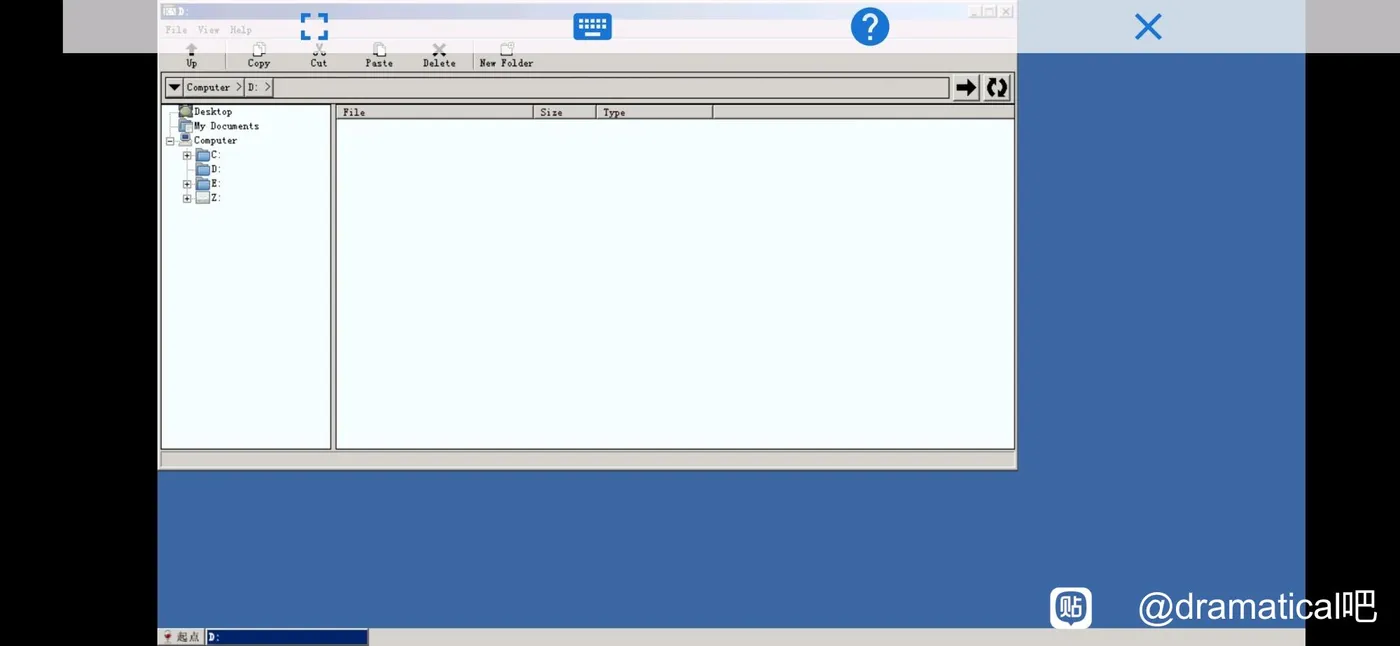 D:
File View Help
Up Copy Cut Paste Delete New Folder
Computer > D: >
Desktop
My Documents
Computer
C:
D:
E:
Z:
File Size Type
贴 @dramatical吧
起点 D: